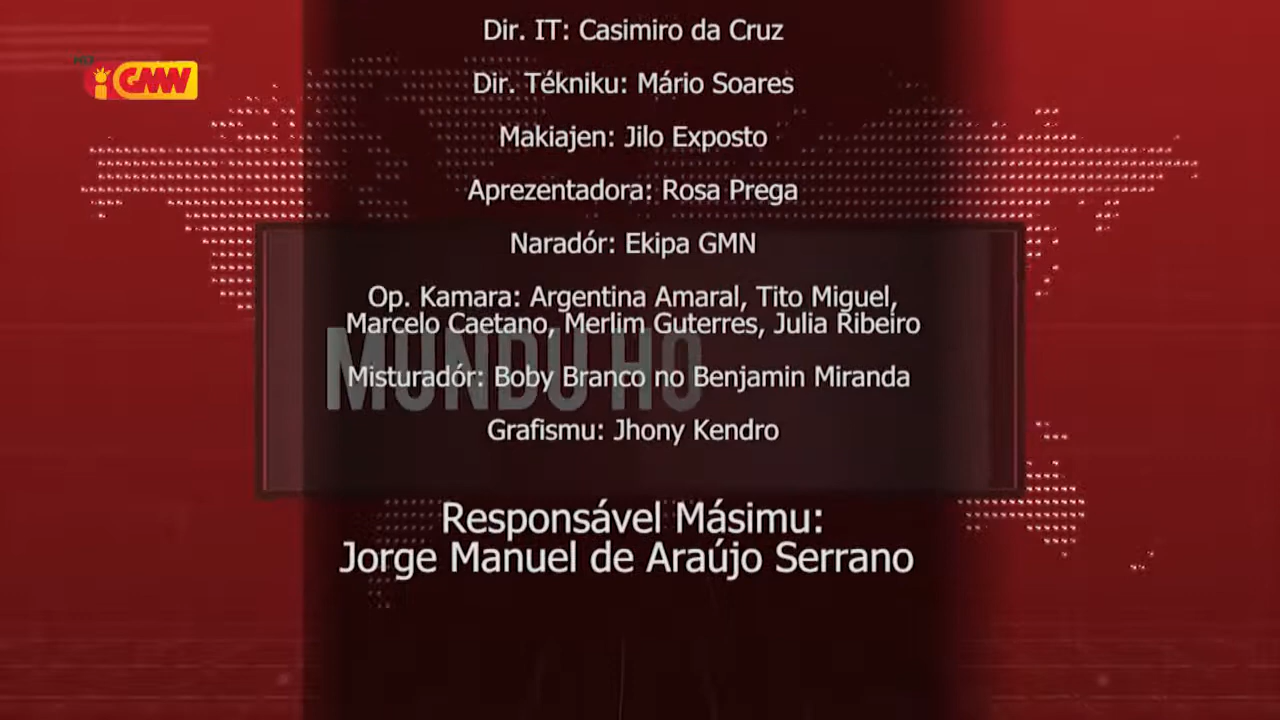 Dir. IT: Casimiro da Cruz
GMN
Dir. Tékniku: Mário Soares
Makiajen: Jilo Exposto
Aprezentadora: Rosa Prega
Naradór: Ekipa GMN
Op. Kamara: Argentina Amaral, Tito Miguel,
Marcelo Caetano, Merlim Guterres, Julia Ribeiro
MUNDU HO
Misturadór: Boby Branco no Benjamin Miranda
Grafismu: Jhony Kendro
Responsável Másimu:
Jorge Manuel de Araújo Serrano